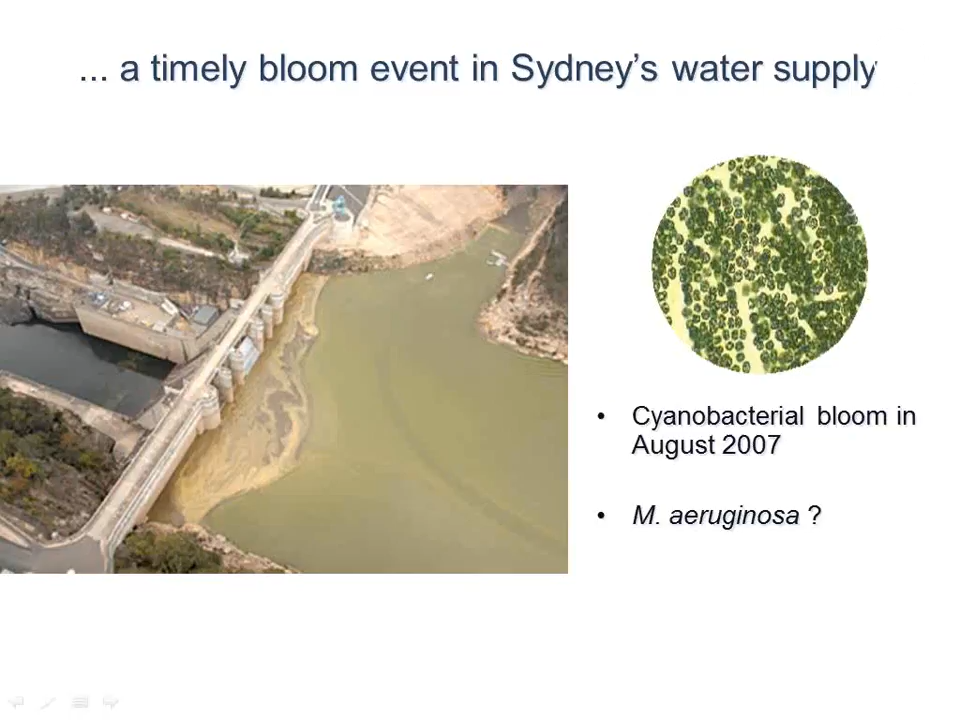 ... a timely bloom event in Sydney’s water supply
• Cyanobacterial bloom in
August 2007
• M. aeruginosa ?